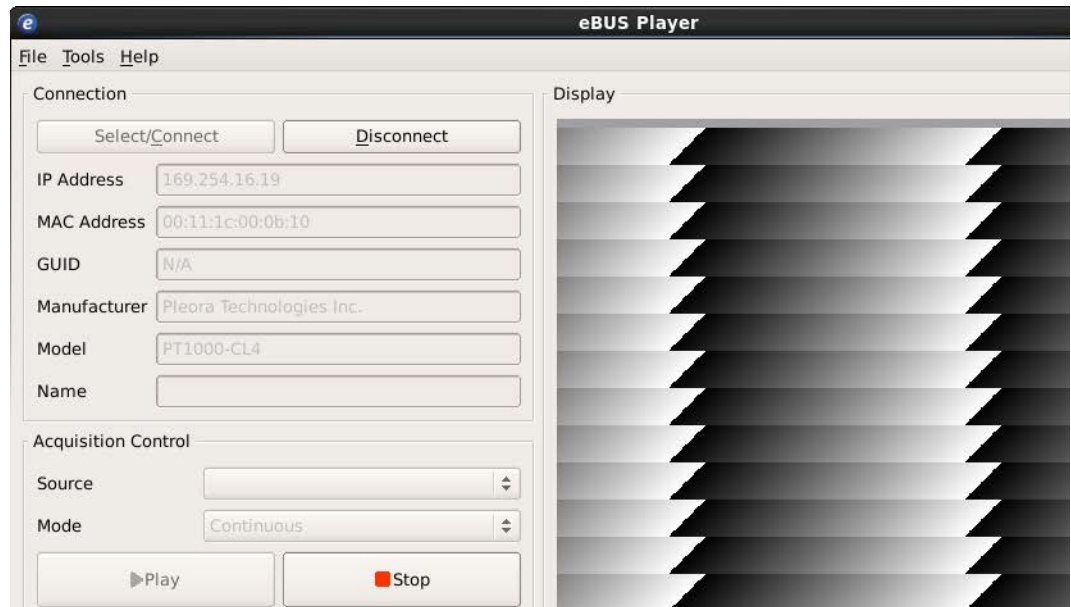 eBUS Player
File Tools Help
Connection
Display
Select/Connect
Disconnect
IP Address 169.254.16.19
MAC Address 00:11:1c:00:0b:10
GUID N/A
Manufacturer Pleora Technologies Inc.
Model PT1000-CL4
Name
Acquisition Control
Source
Mode Continuous
Play
Stop